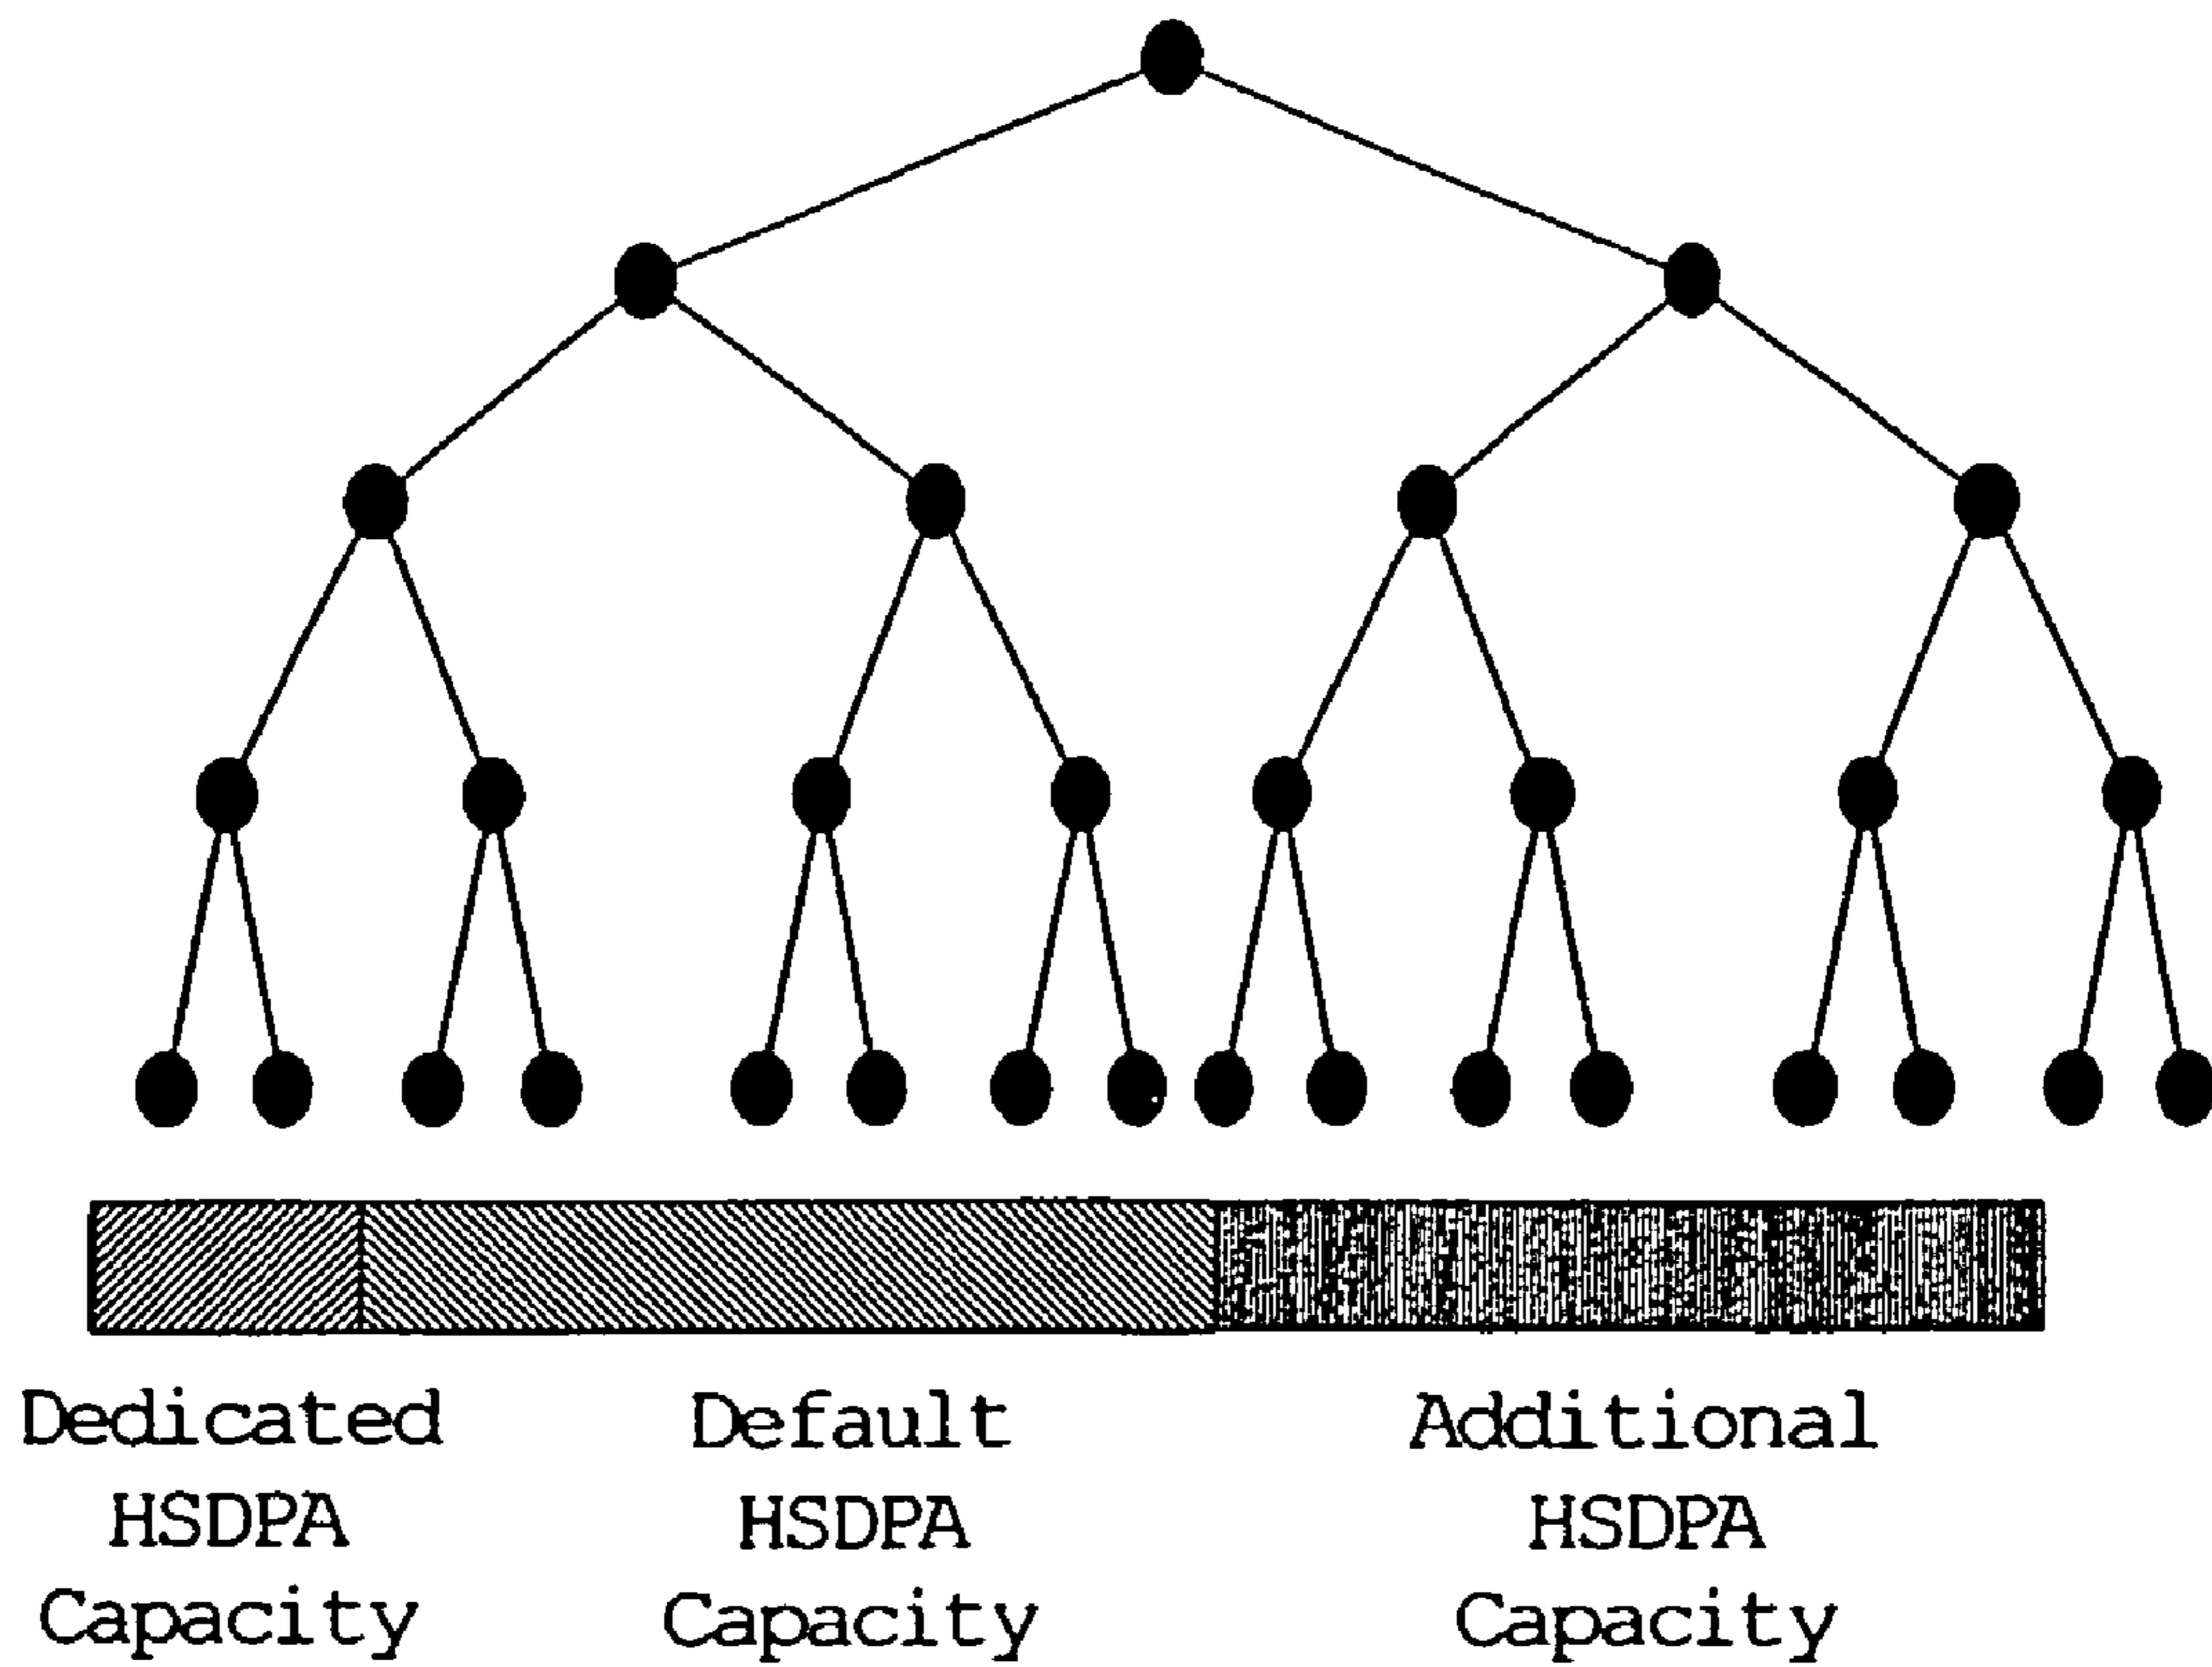 Dedicated
HSDPA
Capacity
Default
HSDPA
Capacity
Additional
HSDPA
Capacity